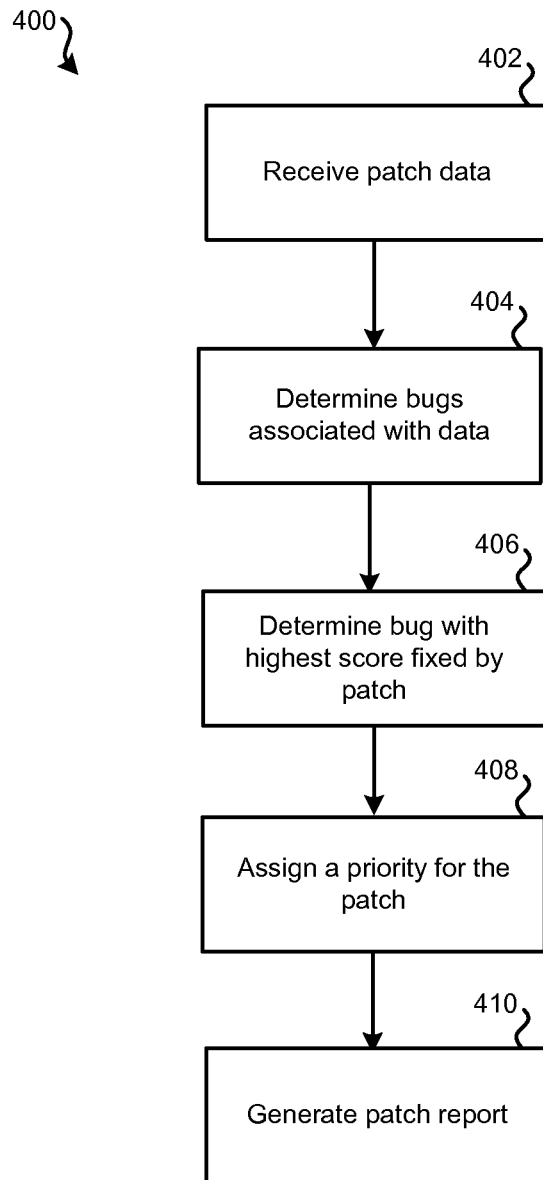 400
402
Receive patch data
404
Determine bugs
associated with data
406
Determine bug with
highest score fixed by
patch
408
Assign a priority for the
patch
410
Generate patch report